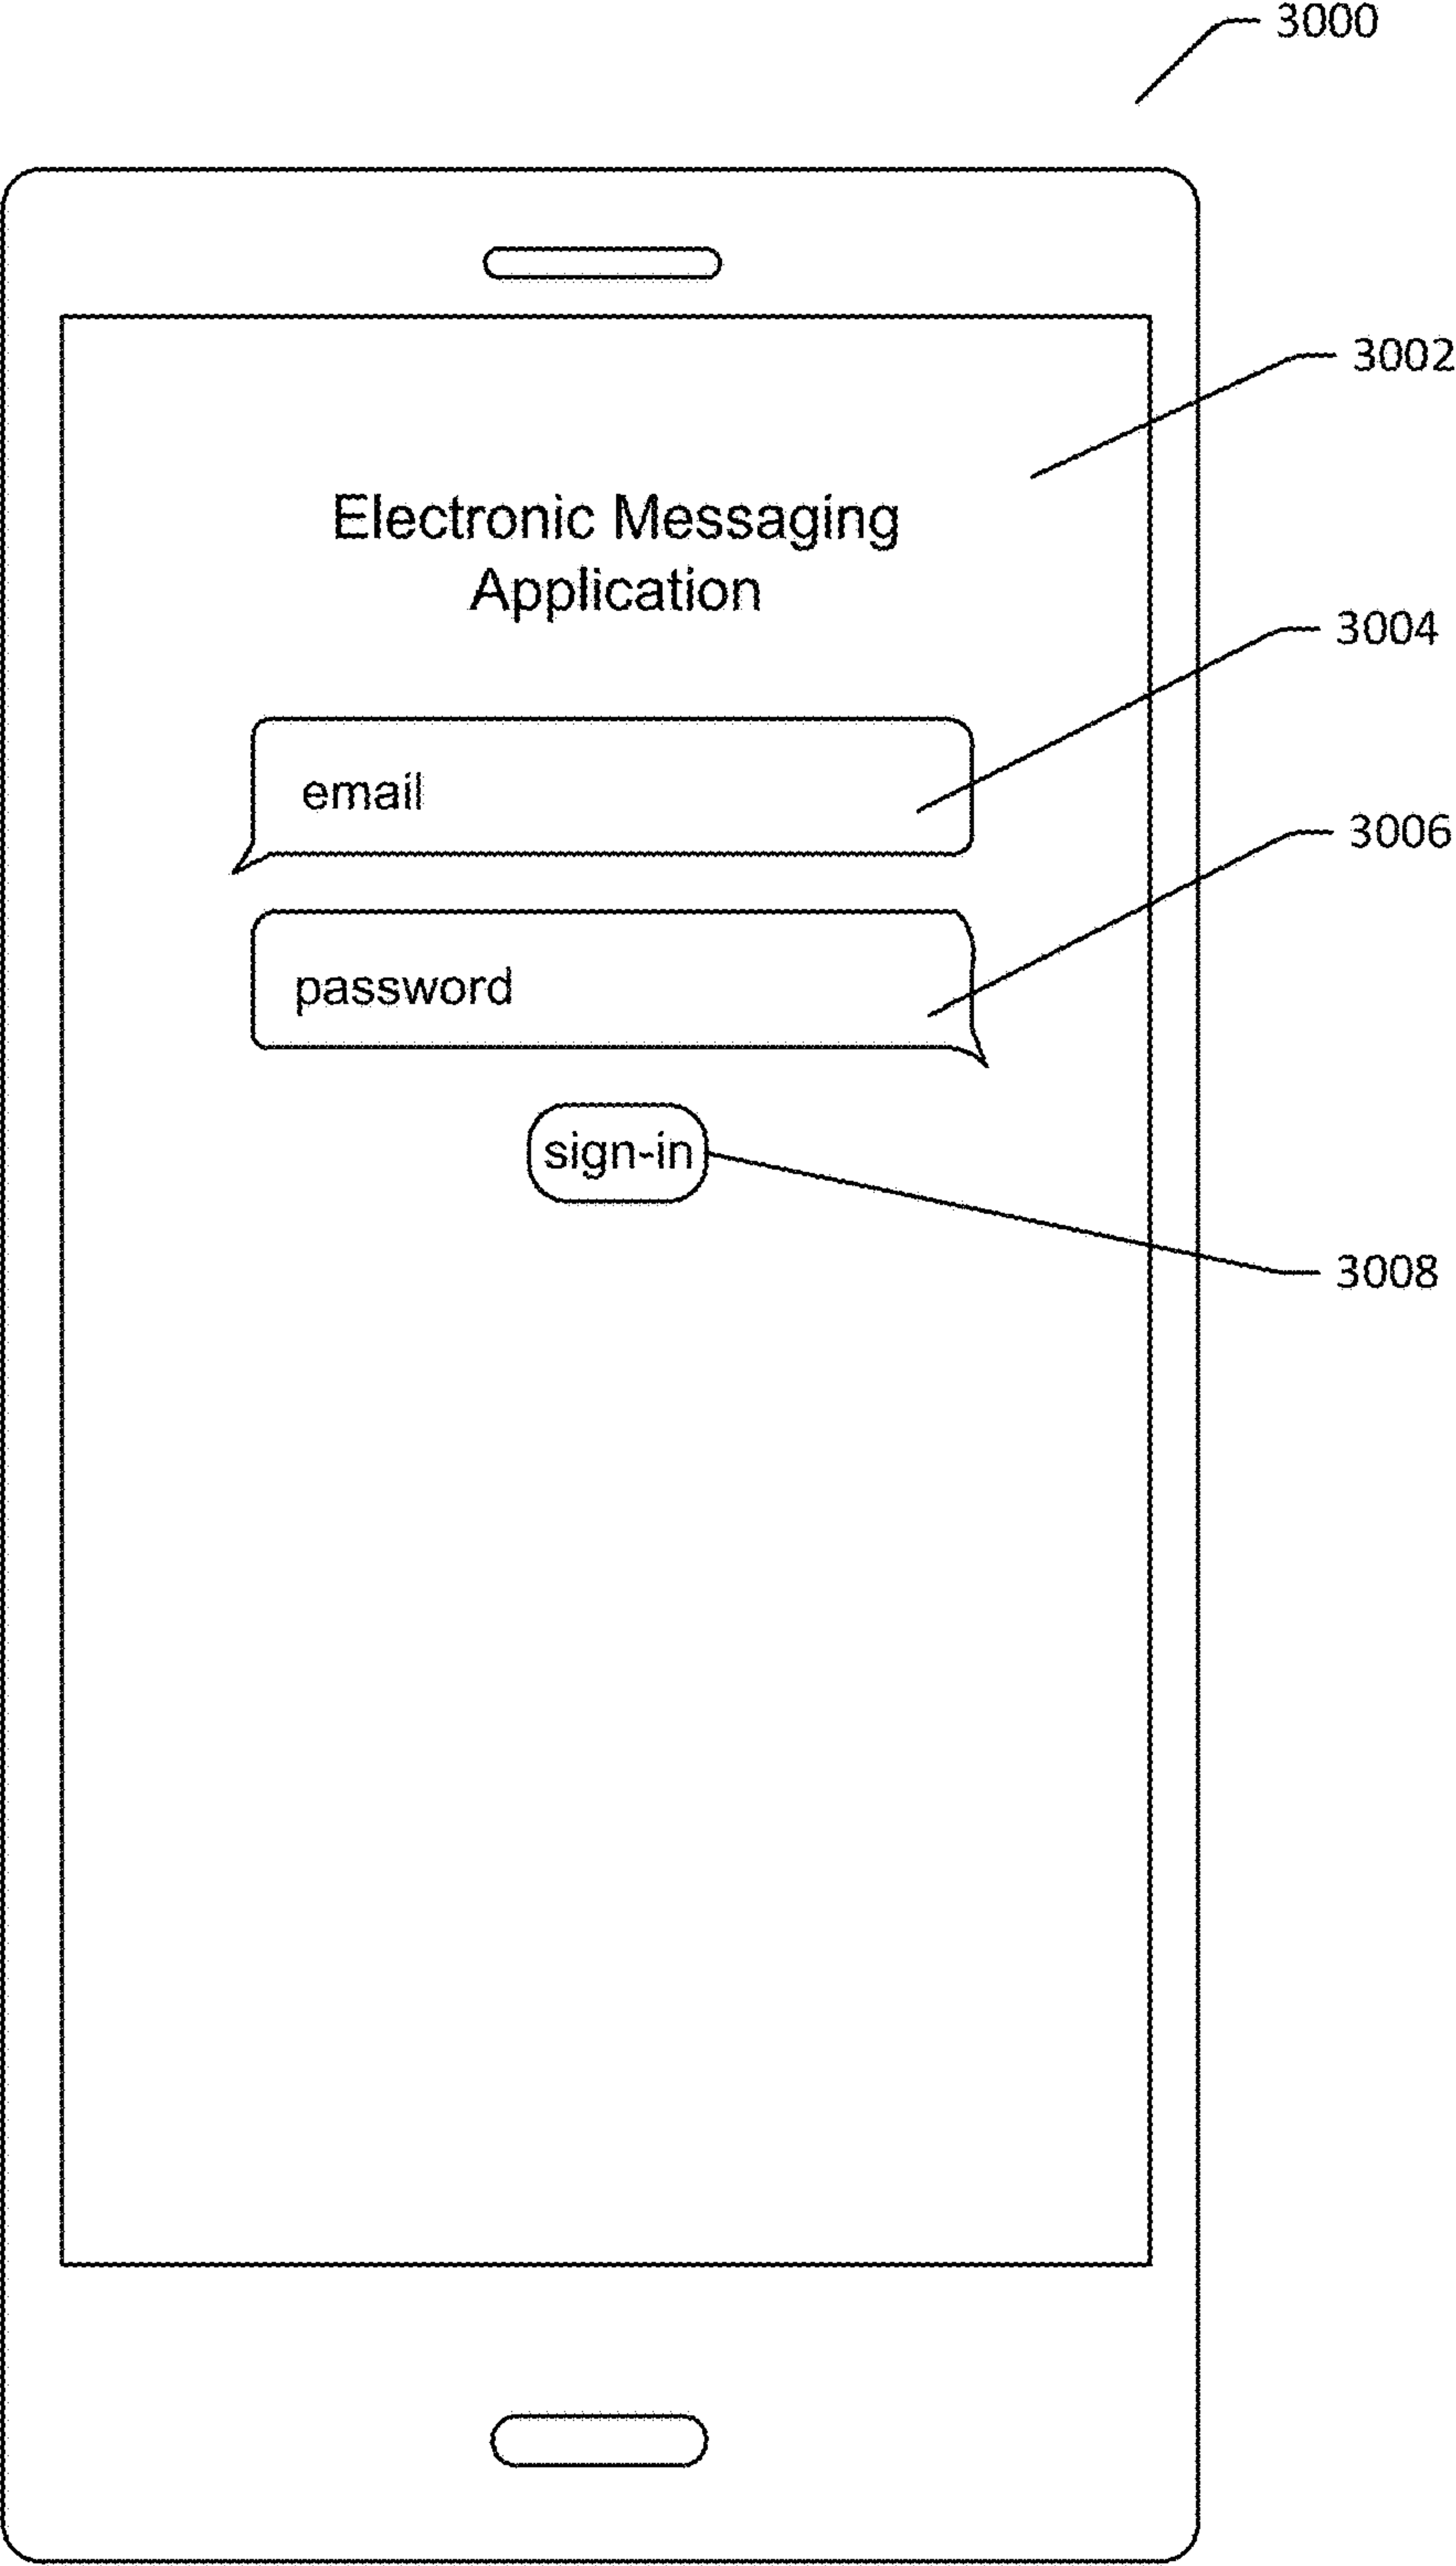 3000
3002
Electronic Messaging
Application
3004
email
3006
password
sign-in
3008